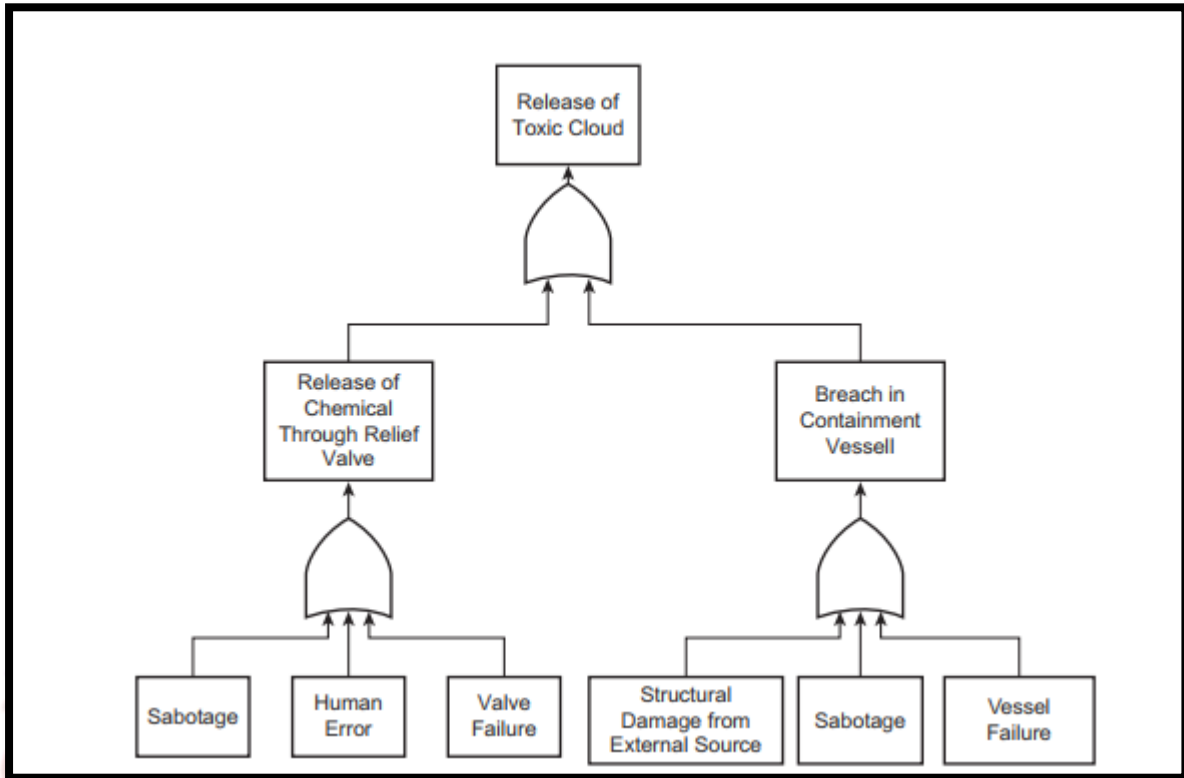 Release of
Toxic Cloud
Release of
Chemical
Through Relief
Valve
Breach in
Containment
Vessell
Sabotage
Human
Error
Valve
Failure
Structural
Damage from
External Source
Sabotage
Vessel
Failure